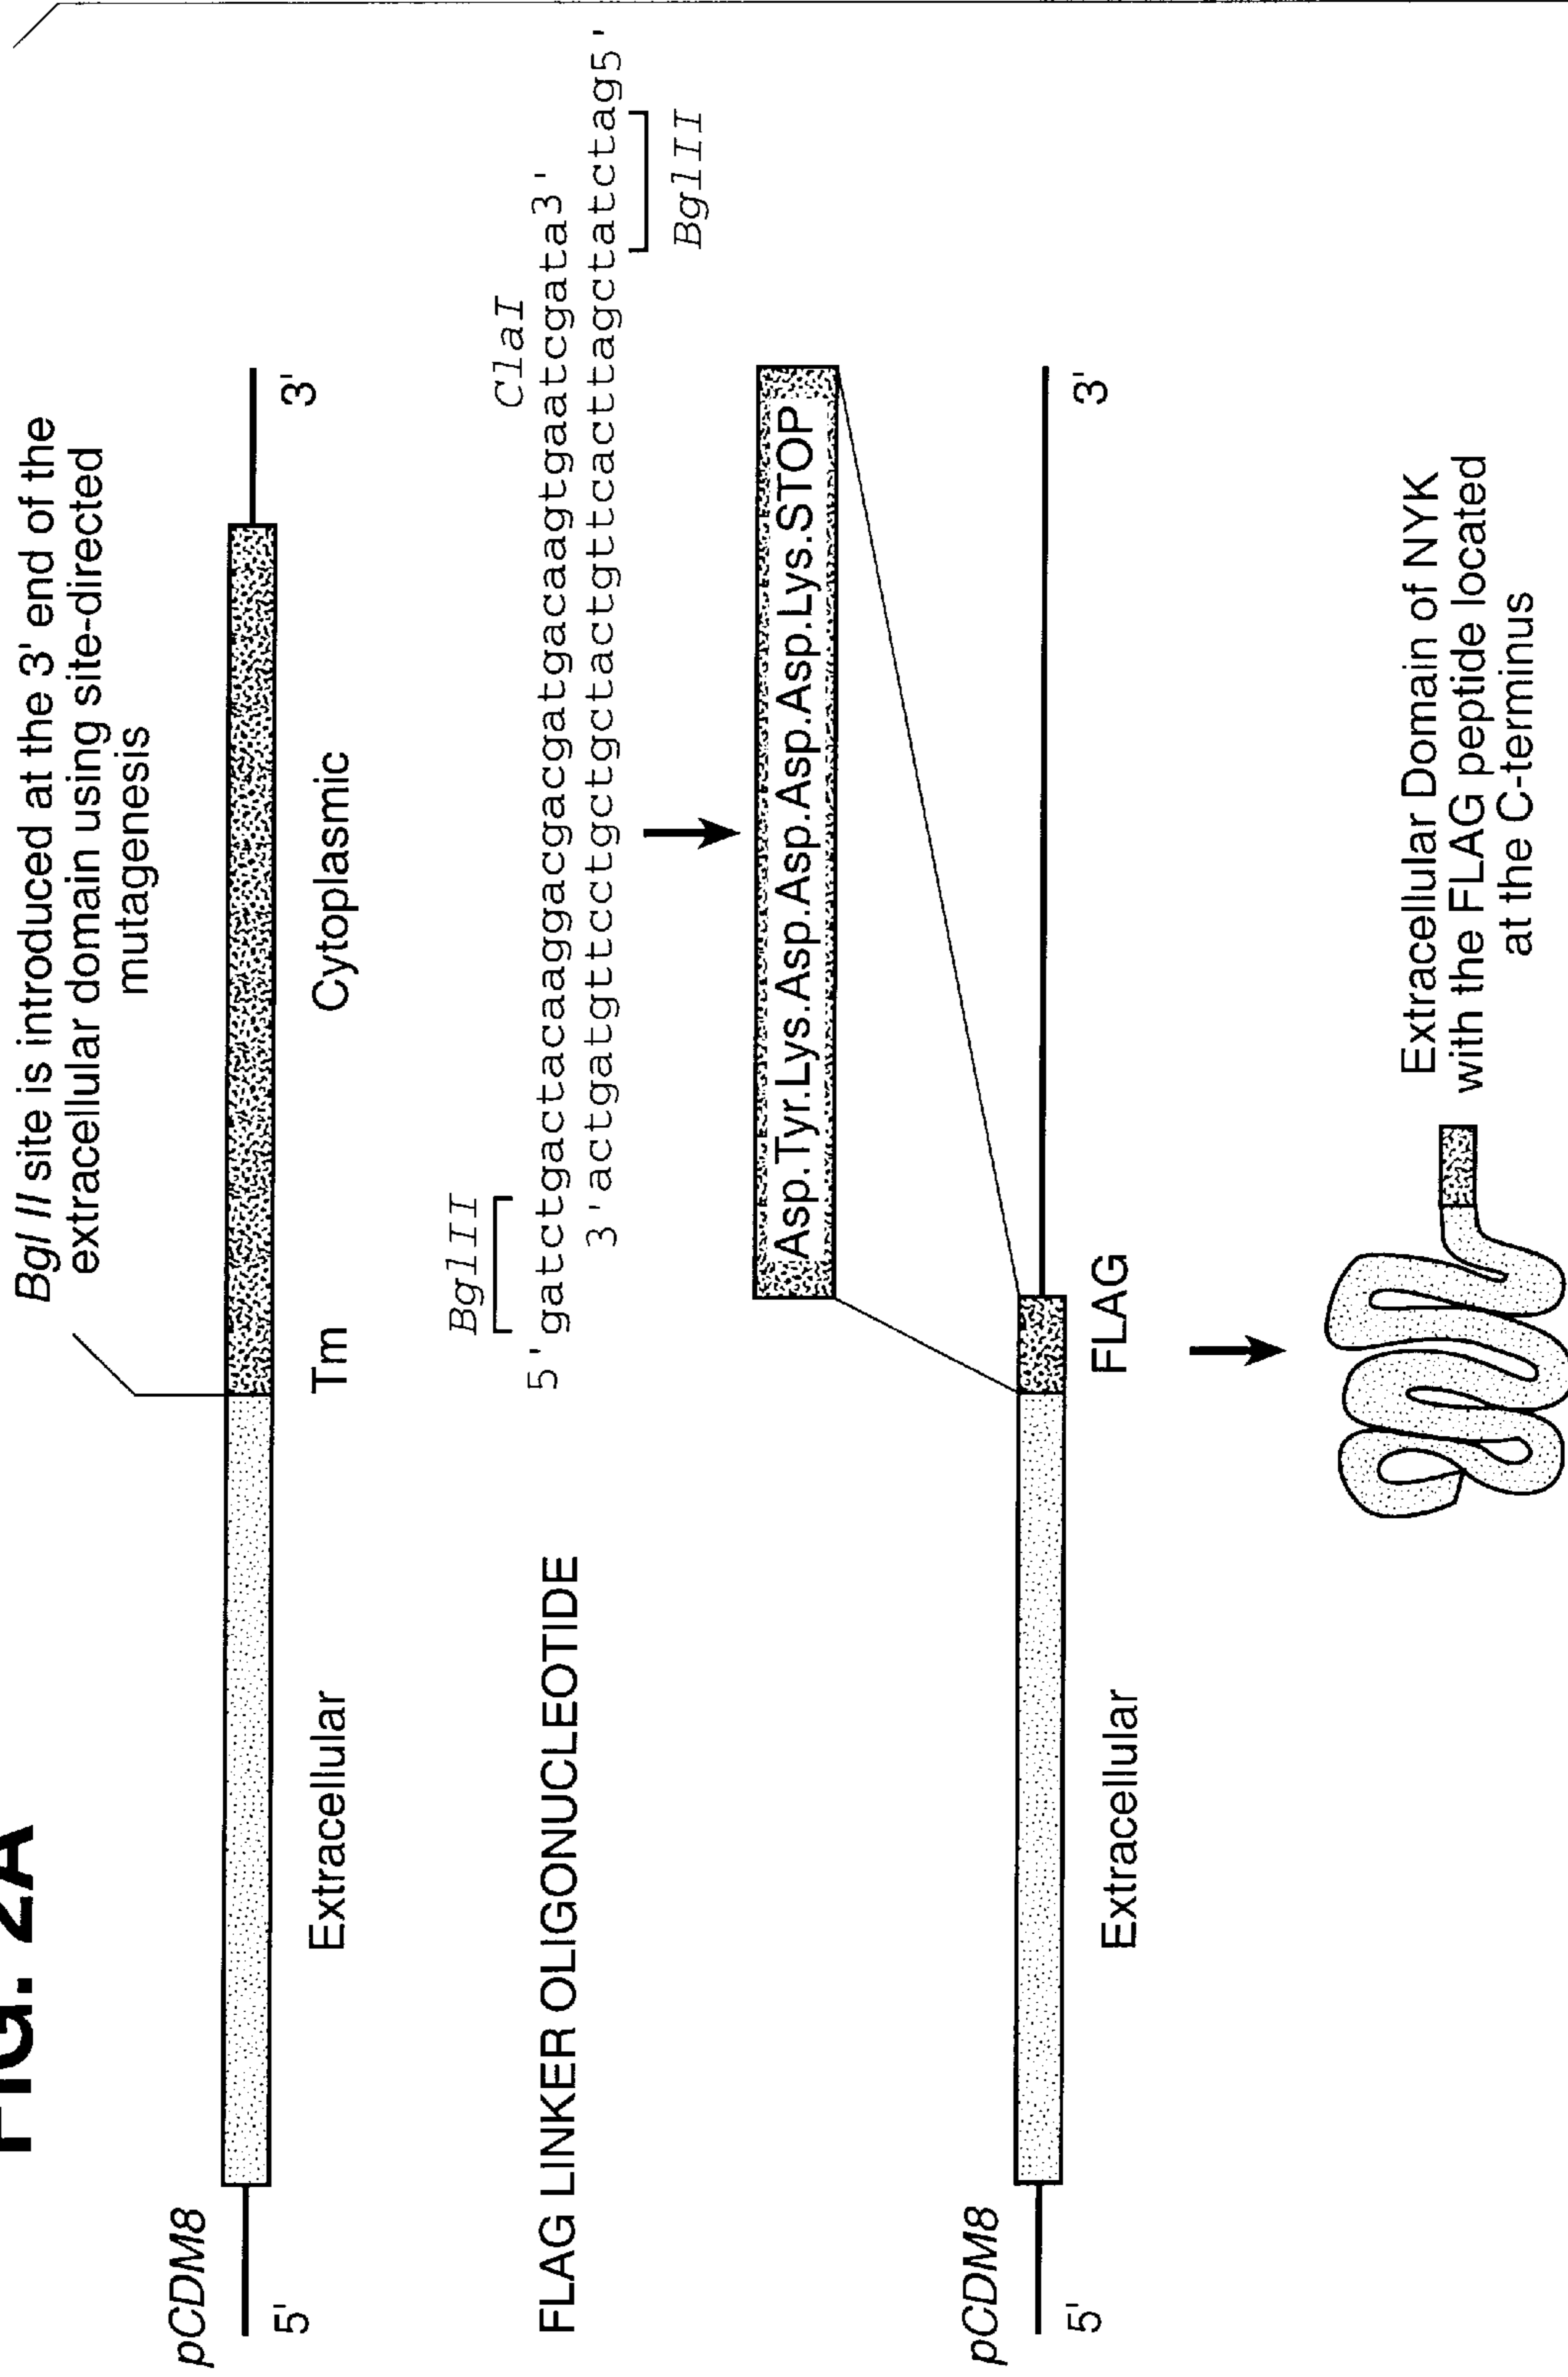 FIG. 2A
Bgl II site is introduced at the 3' end of the
extracellular domain using site-directed
mutagenesis
pCDM8
5'
3'
Extracellular
Tm
Cytoplasmic
FLAG LINKER OLIGONUCLEOTIDE
BglII
ClaI
5'gatctgactacaaggacgacgacgatgacaagtgaatcgata3'
3'actgatgttcctgctgctgctactgttcacttagctatctag5'
BglII
Asp.Tyr.Lys.Asp.Asp.Asp.Asp.Asp.Lys.STOP
pCDM8
5'
3'
Extracellular
FLAG
Extracellular Domain of NYK
with the FLAG peptide located
at the C-terminus